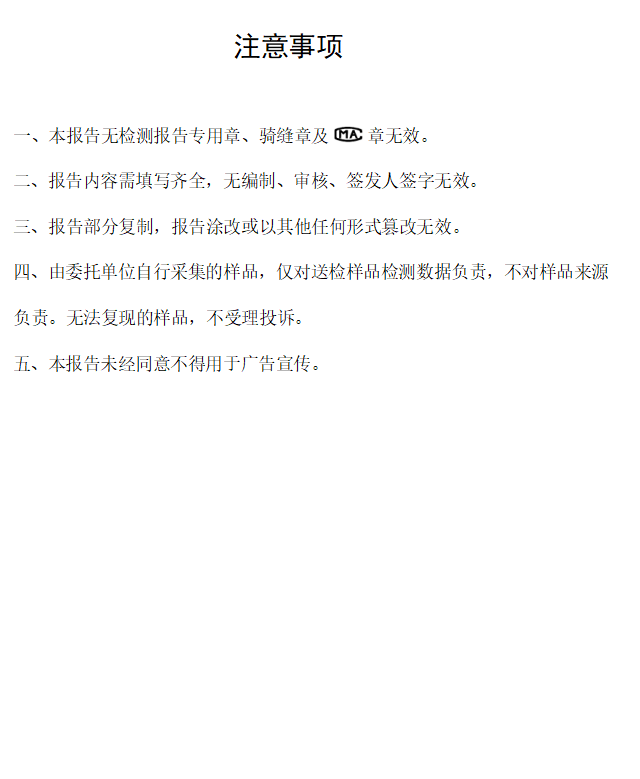 注意事项
一、本报告无检测报告专用章、骑缝章及 MA 章无效。
二、报告内容需填写齐全，无编制、审核、签发人签字无效。
三、报告部分复制，报告涂改或以其他任何形式篡改无效。
四、由委托单位自行采集的样品，仅对送检样品检测数据负责，不对样品来源
负责。无法复现的样品，不受理投诉。
五、本报告未经同意不得用于广告宣传。